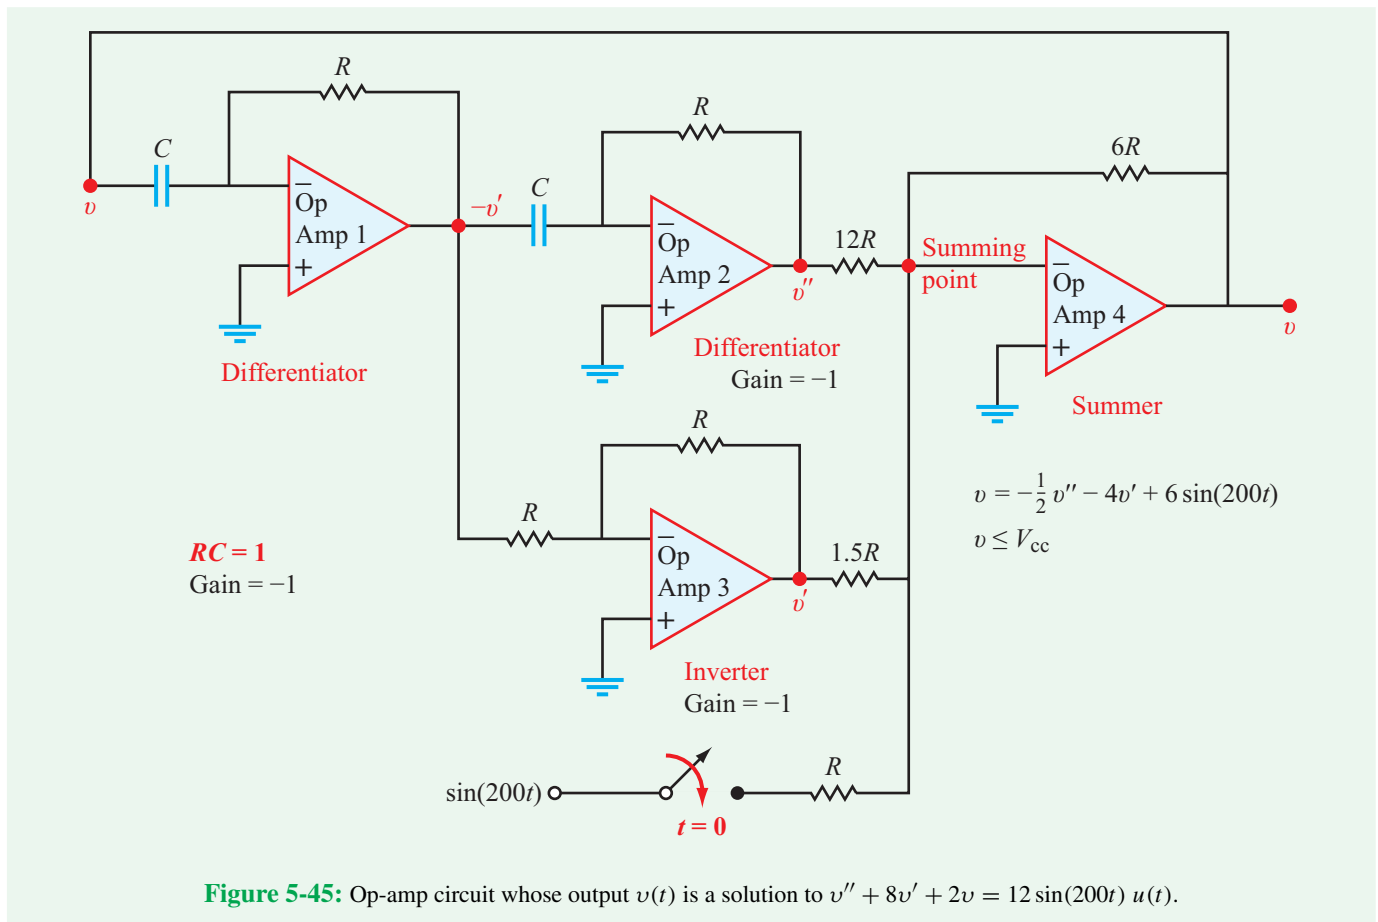 R
R
6R
C
C
υ
−
Op
Amp 1
+
−υ′
−
Op
Amp 2
+
υ″
12R
Summing
point
−
Op
Amp 4
+
υ
Differentiator
Differentiator
Gain = −1
Summer
R
R
−
Op
Amp 3
+
υ′
1.5R
υ = −1/2 υ″ − 4υ′ + 6 sin(200t)
υ ≤ Vcc
RC = 1
Gain = −1
Inverter
Gain = −1
sin(200t)
t = 0
R
Figure 5-45: Op-amp circuit whose output υ(t) is a solution to υ″ + 8υ′ + 2υ = 12 sin(200t) u(t).